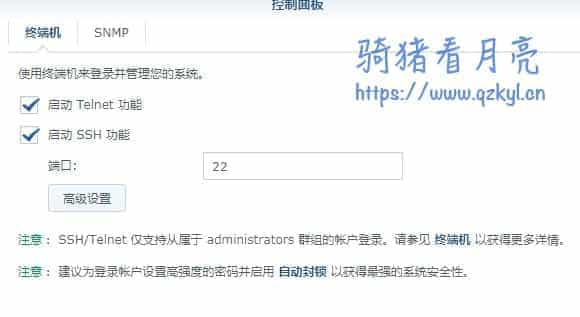 控制面板
终端机
SNMP
骑猪看月亮
https://www.qzkyl.cn
使用终端机来登录并管理您的系统。
启动 Telnet 功能
启动 SSH 功能
端口:
22
高级设置
注意： SSH/Telnet 仅支持从属于 administrators 群组的帐户登录。请参见 终端机 以获得更多详情。
注意： 建议为登录帐户设置高强度的密码并启用 自动封锁 以获得最强的系统安全性。